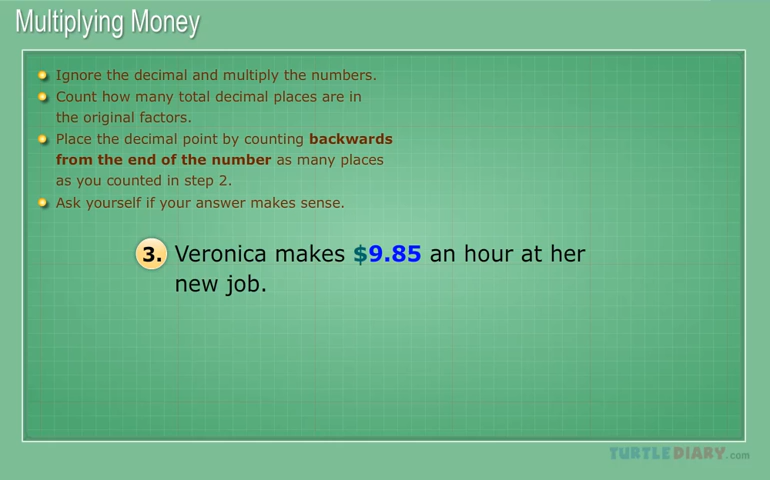 Multiplying Money
Ignore the decimal and multiply the numbers.
Count how many total decimal places are in
the original factors.
Place the decimal point by counting backwards
from the end of the number as many places
as you counted in step 2.
Ask yourself if your answer makes sense.
3. Veronica makes $9.85 an hour at her
new job.
TURTLEDIARY.com